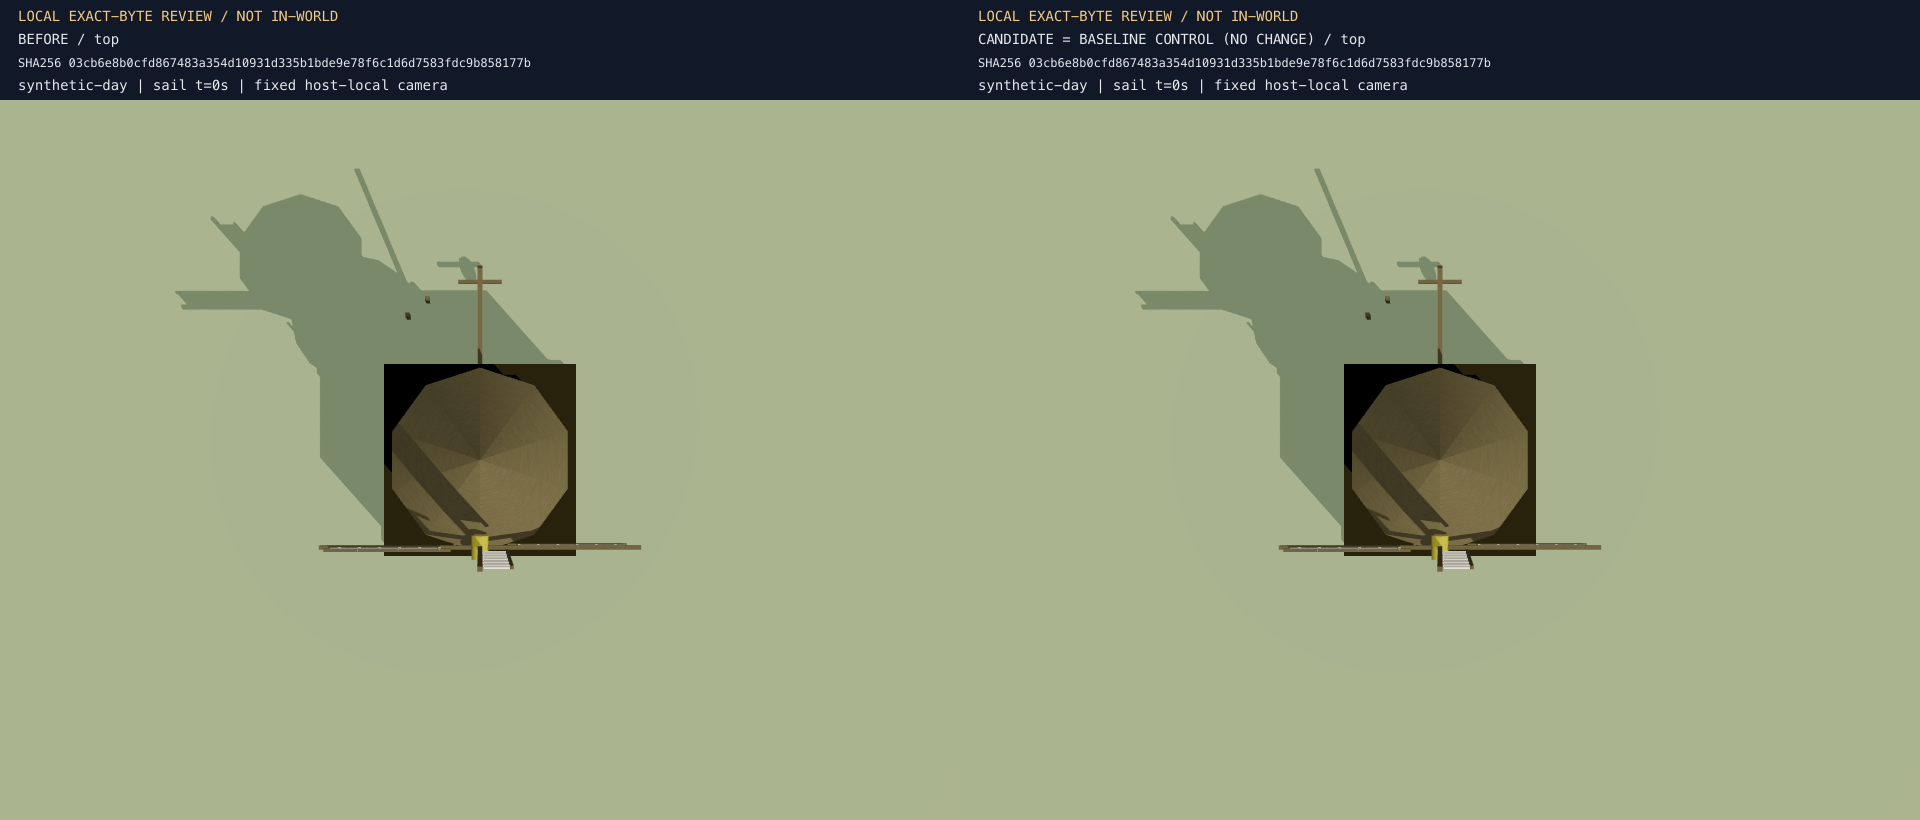 LOCAL EXACT-BYTE REVIEW / NOT IN-WORLD
BEFORE / top
SHA256 03cb6e8b0cfd867483a354d10931d335b1bde9e78f6c1d6d7583fdc9b858177b
synthetic-day | sail t=0s | fixed host-local camera
LOCAL EXACT-BYTE REVIEW / NOT IN-WORLD
CANDIDATE = BASELINE CONTROL (NO CHANGE) / top
SHA256 03cb6e8b0cfd867483a354d10931d335b1bde9e78f6c1d6d7583fdc9b858177b
synthetic-day | sail t=0s | fixed host-local camera